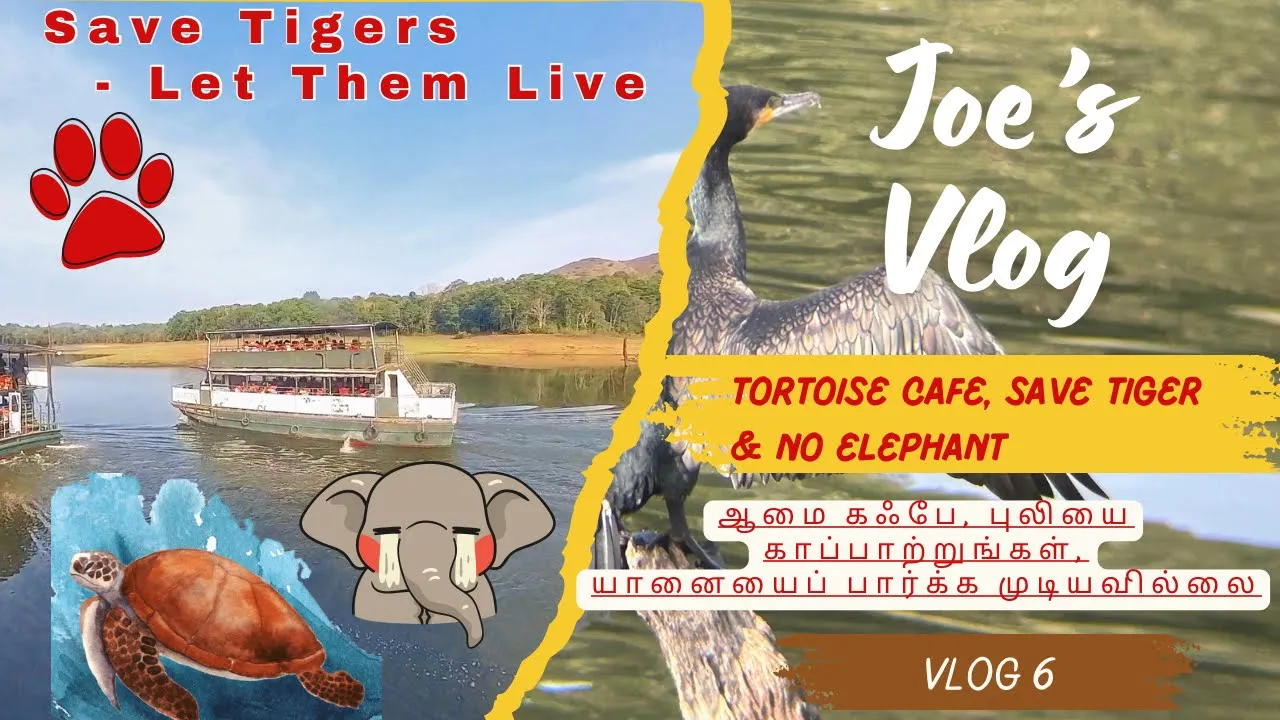 Save Tigers
- Let Them Live
Joe's
Vlog
TORTOISE CAFE, SAVE TIGER
& NO ELEPHANT
ஆமை கஃபே, புலியை
காப்பாற்றுங்கள்,
யானையைப் பார்க்க முடியவில்லை
VLOG 6